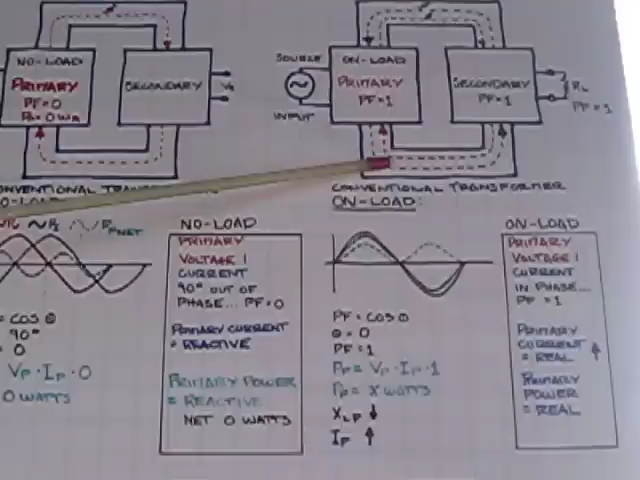 NO-LOAD
PRIMARY
PF=0
SECONDARY
SOURCE
INPUT
ON-LOAD
PRIMARY
PF=1
SECONDARY
PF=1
RL
PF=1
CONVENTIONAL TRANSFORMER
ON-LOAD:
NO-LOAD
PRIMARY
VOLTAGE /
CURRENT
90° OUT OF
PHASE... PF=0
PRIMARY CURRENT
= REACTIVE
PRIMARY POWER
= REACTIVE
NET 0 WATTS
= COS Θ
90°
= 0
VP·IP·0
0 WATTS
PF=COS Θ
Θ=0
PF=1
PP=VP·IP·1
PP= X WATTS
XLP ↓
IP ↑
ON-LOAD
PRIMARY
VOLTAGE /
CURRENT
IN PHASE...
PF=1
PRIMARY
CURRENT
= REAL ↑
PRIMARY
POWER
= REAL